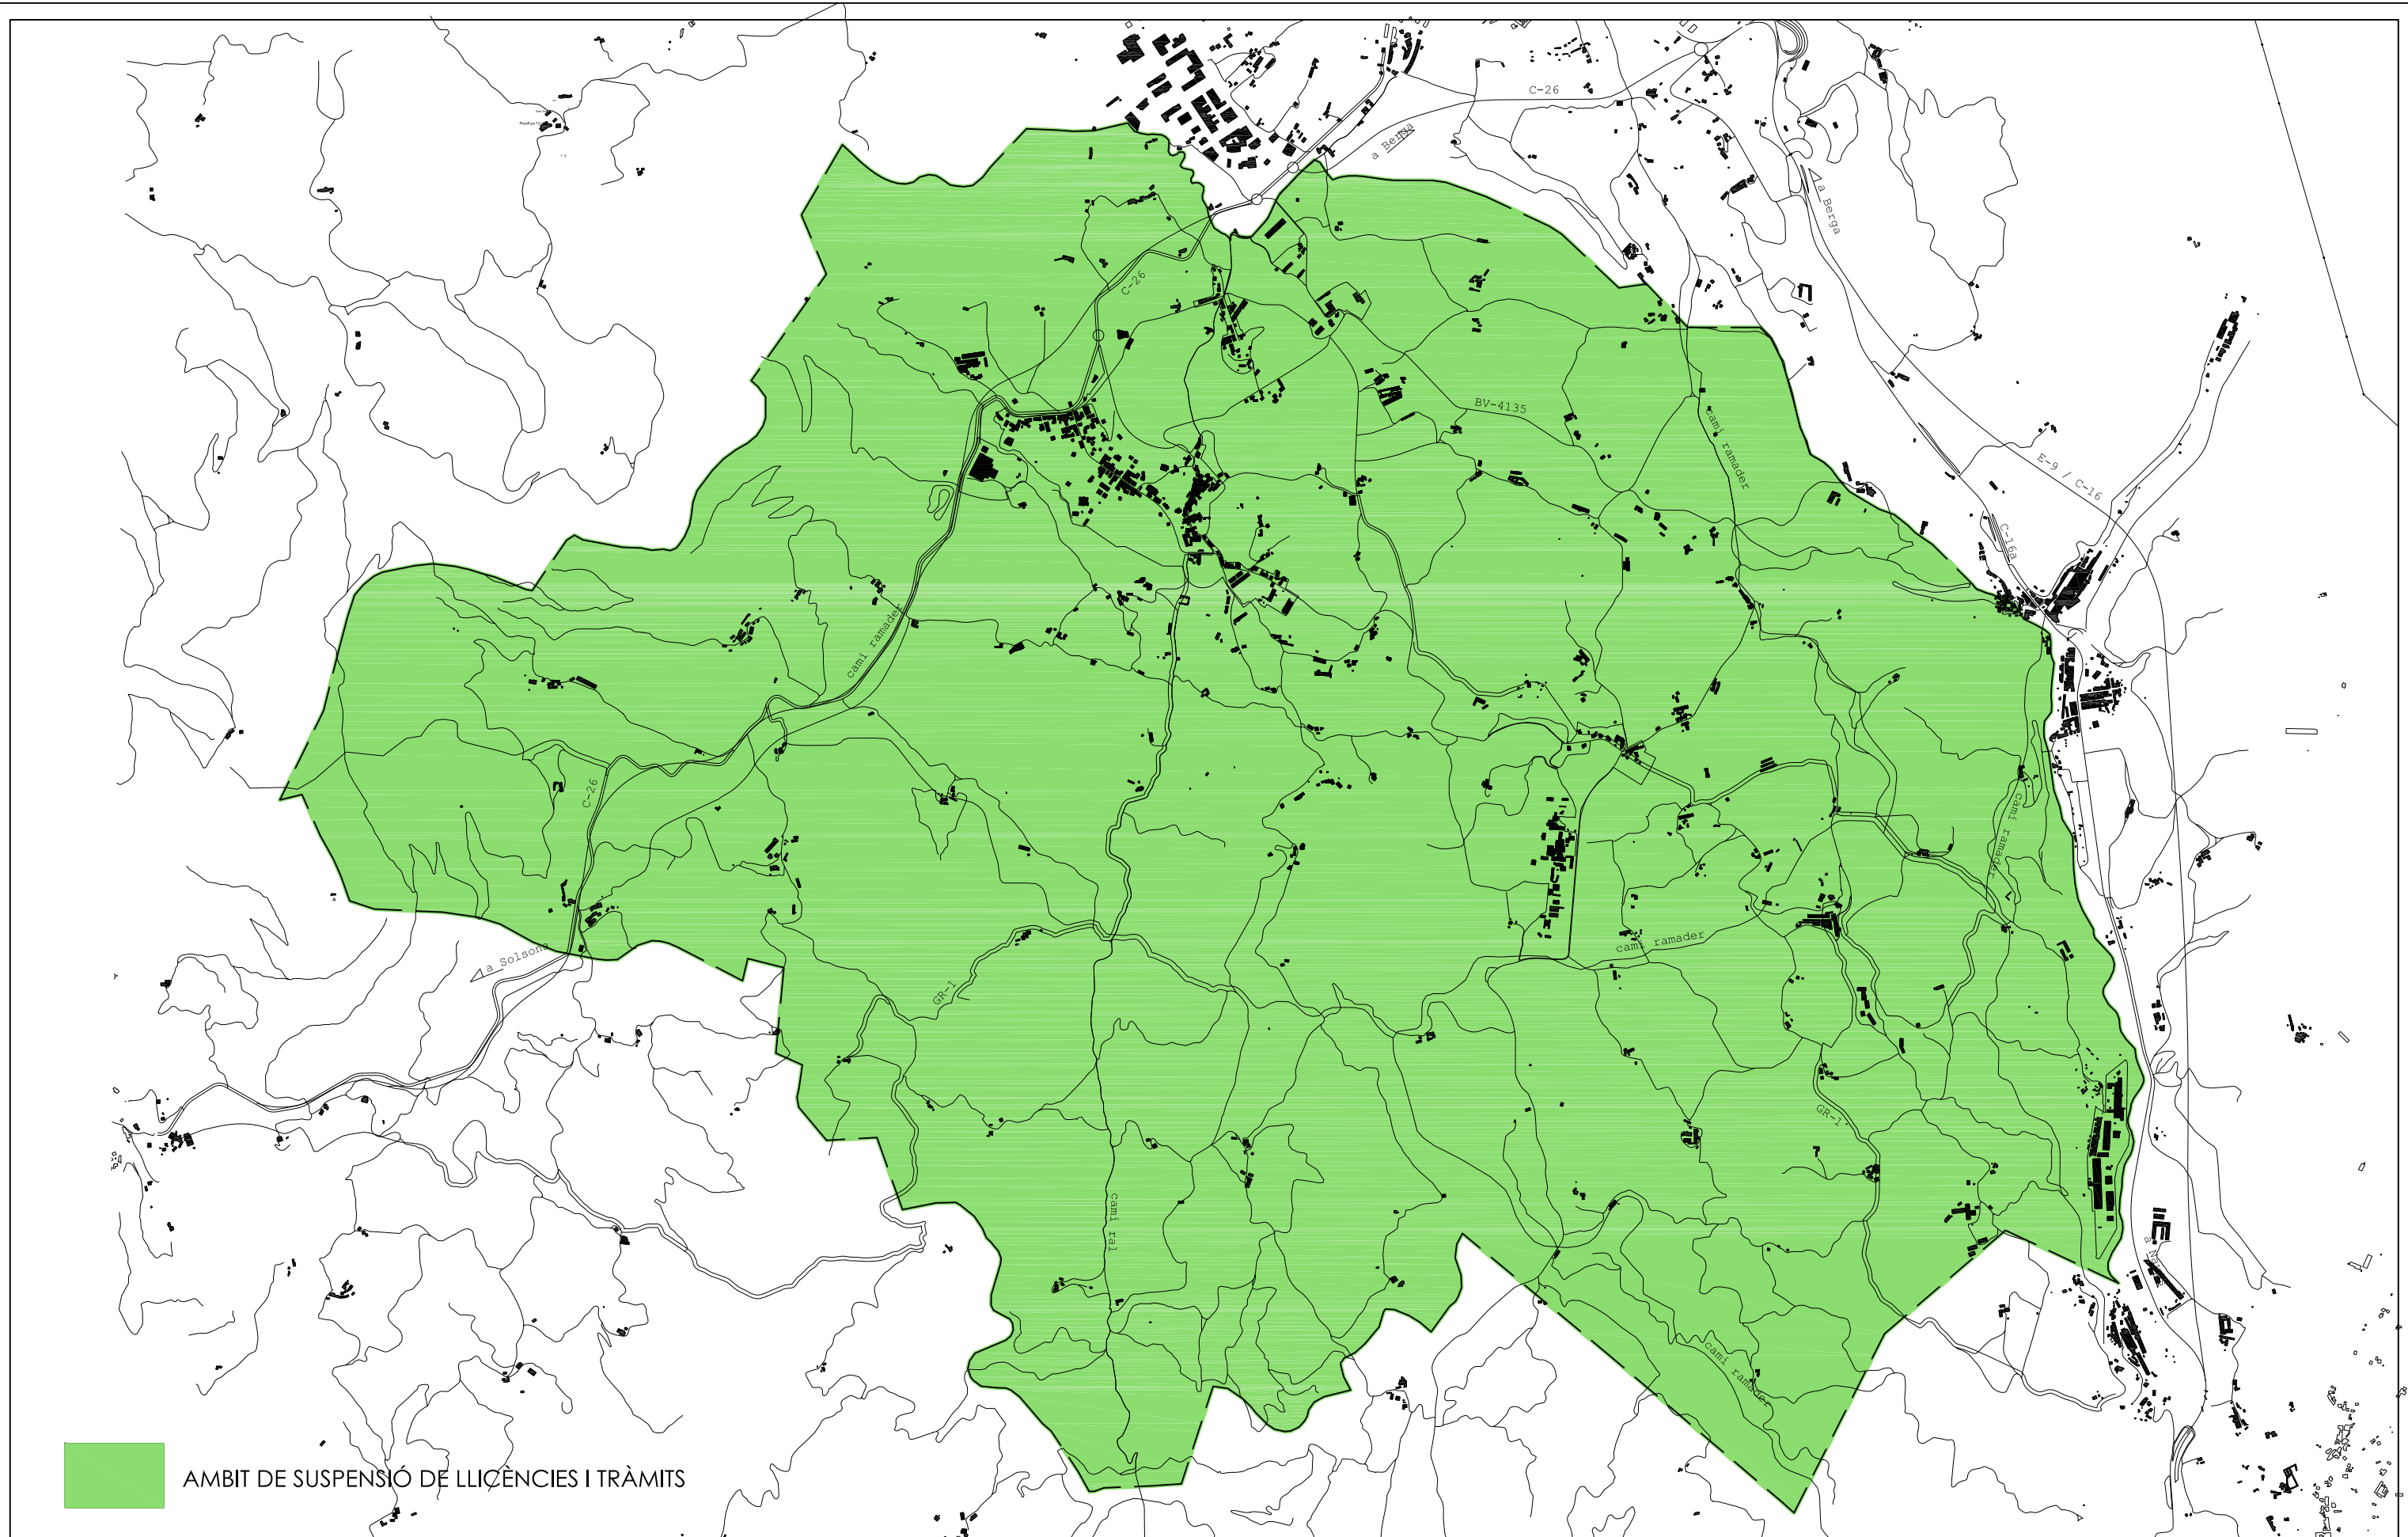 C-26
a Berga
a Berga
C-26
BV-4135
camí ramader
E-9 / C-16
C-16a
camí ramader
C-26
camí ramader
camí ramader
a Solsona
GR-1
GR-1
camí ral
camí ramader
AMBIT DE SUSPENSIÓ DE LLICÈNCIES I TRÀMITS